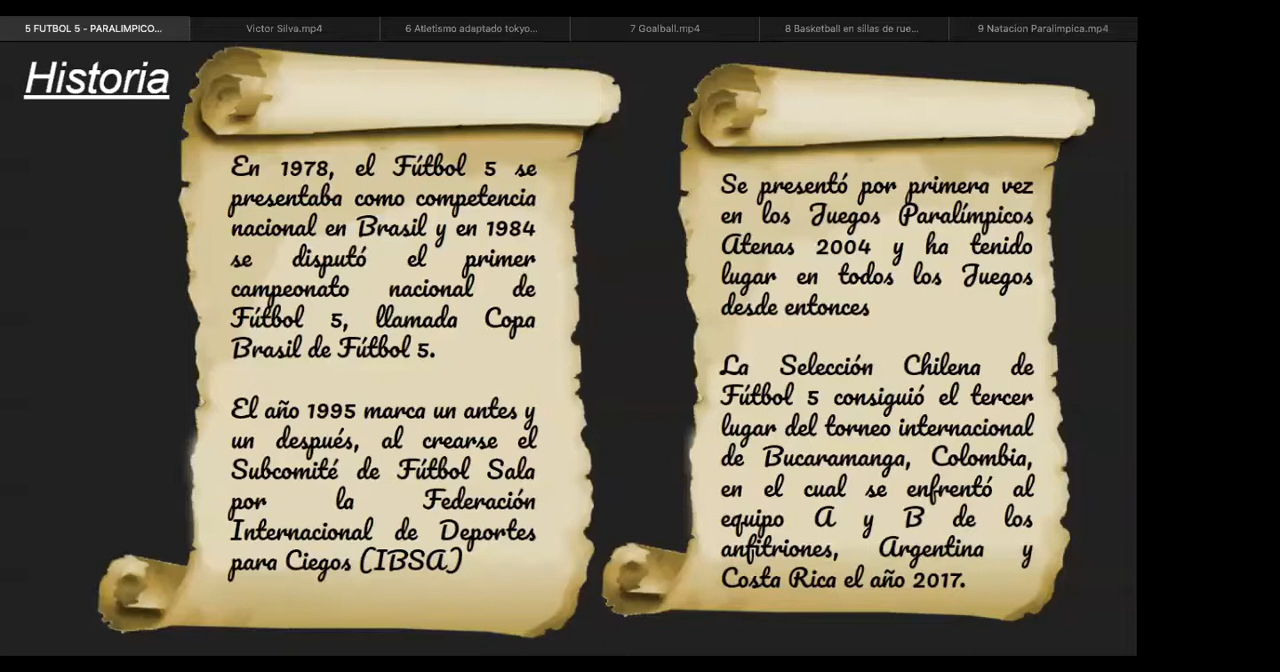 5 FUTBOL 5 - PARALIMPICO...
Victor Silva.mp4
6 Atletismo adaptado tokyo...
7 Goalball.mp4
8 Basketball en sillas de rue...
9 Natacion Paralimpica.mp4
Historia
En 1978, el Fútbol 5 se
presentaba como competencia
nacional en Brasil y en 1984
se disputó el primer
campeonato nacional de
Fútbol 5, llamada Copa
Brasil de Fútbol 5.
El año 1995 marca un antes y
un después, al crearse el
Subcomité de Fútbol Sala
por la Federación
Internacional de Deportes
para Ciegos (IBSA)
Se presentó por primera vez
en los Juegos Paralímpicos
Atenas 2004 y ha tenido
lugar en todos los Juegos
desde entonces
La Selección Chilena de
Fútbol 5 consiguió el tercer
lugar del torneo internacional
de Bucaramanga, Colombia,
en el cual se enfrentó al
equipo A y B de los
anfitriones, Argentina y
Costa Rica el año 2017.